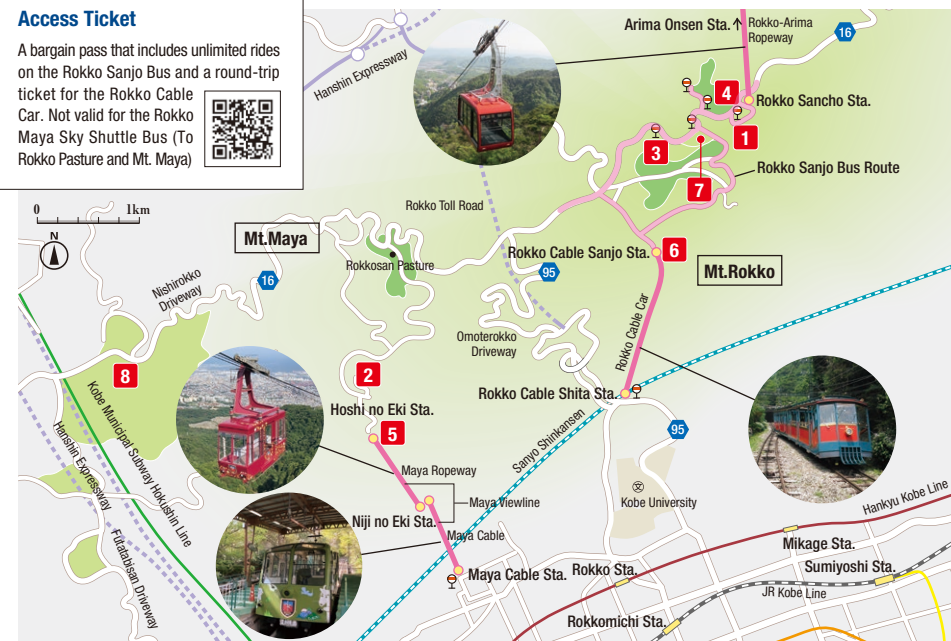 Access Ticket
A bargain pass that includes unlimited rides
on the Rokko Sanjo Bus and a round-trip
ticket for the Rokko Cable
Car. Not valid for the Rokko
Maya Sky Shuttle Bus (To
Rokko Pasture and Mt. Maya)
Hanshin Expressway
Arima Onsen Sta.↑
Rokko-Arima
Ropeway
16
4
Rokko Sancho Sta.
1
3
7
Rokko Sanjo Bus Route
0 1km
N
Mt.Maya
Rokko Toll Road
Rokkosan Pasture
Rokko Cable Sanjo Sta.
6
Mt.Rokko
95
16
Nishirokko
Driveway
Omoterokko
Driveway
Rokko Cable Car
8
2
Hoshi no Eki Sta.
5
Rokko Cable Shita Sta.
95
Sanyo Shinkansen
Kobe Municipal Subway Hokushin Line
Hanshin Expressway
Futatabisan Driveway
Maya Ropeway
Maya Viewline
Niji no Eki Sta.
Maya Cable
Maya Cable Sta.
文
Kobe University
Hankyu Kobe Line
Mikage Sta.
Rokko Sta.
Sumiyoshi Sta.
JR Kobe Line
Rokkomichi Sta.